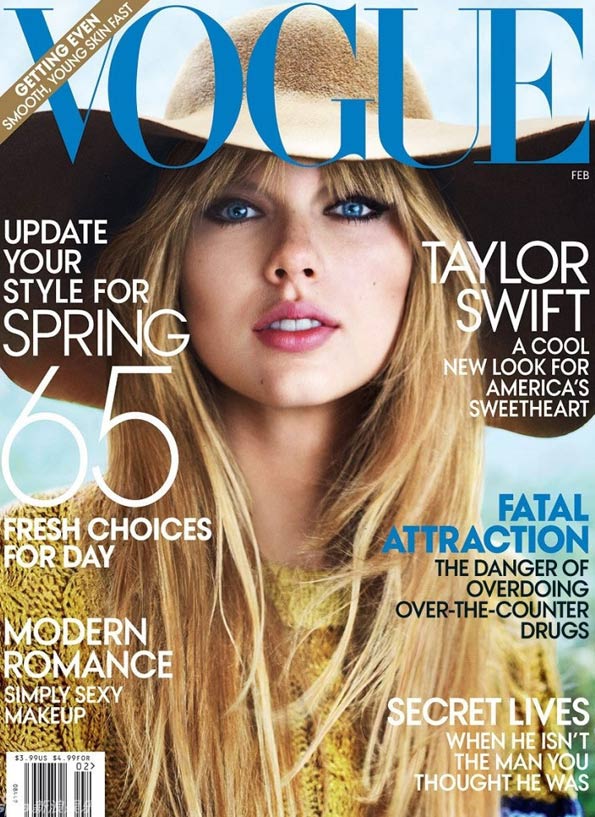 GETTING EVEN
SMOOTH, YOUNG SKIN FAST
VOGUE
FEB
UPDATE
YOUR
STYLE FOR
SPRING
65
FRESH CHOICES
FOR DAY
TAYLOR
SWIFT
A COOL
NEW LOOK FOR
AMERICA'S
SWEETHEART
FATAL
ATTRACTION
THE DANGER OF
OVERDOING
OVER-THE-COUNTER
DRUGS
MODERN
ROMANCE
SIMPLY SEXY
MAKEUP
SECRET LIVES
WHEN HE ISN'T
THE MAN YOU
THOUGHT HE WAS
$3.99US $4.99FOR
02>